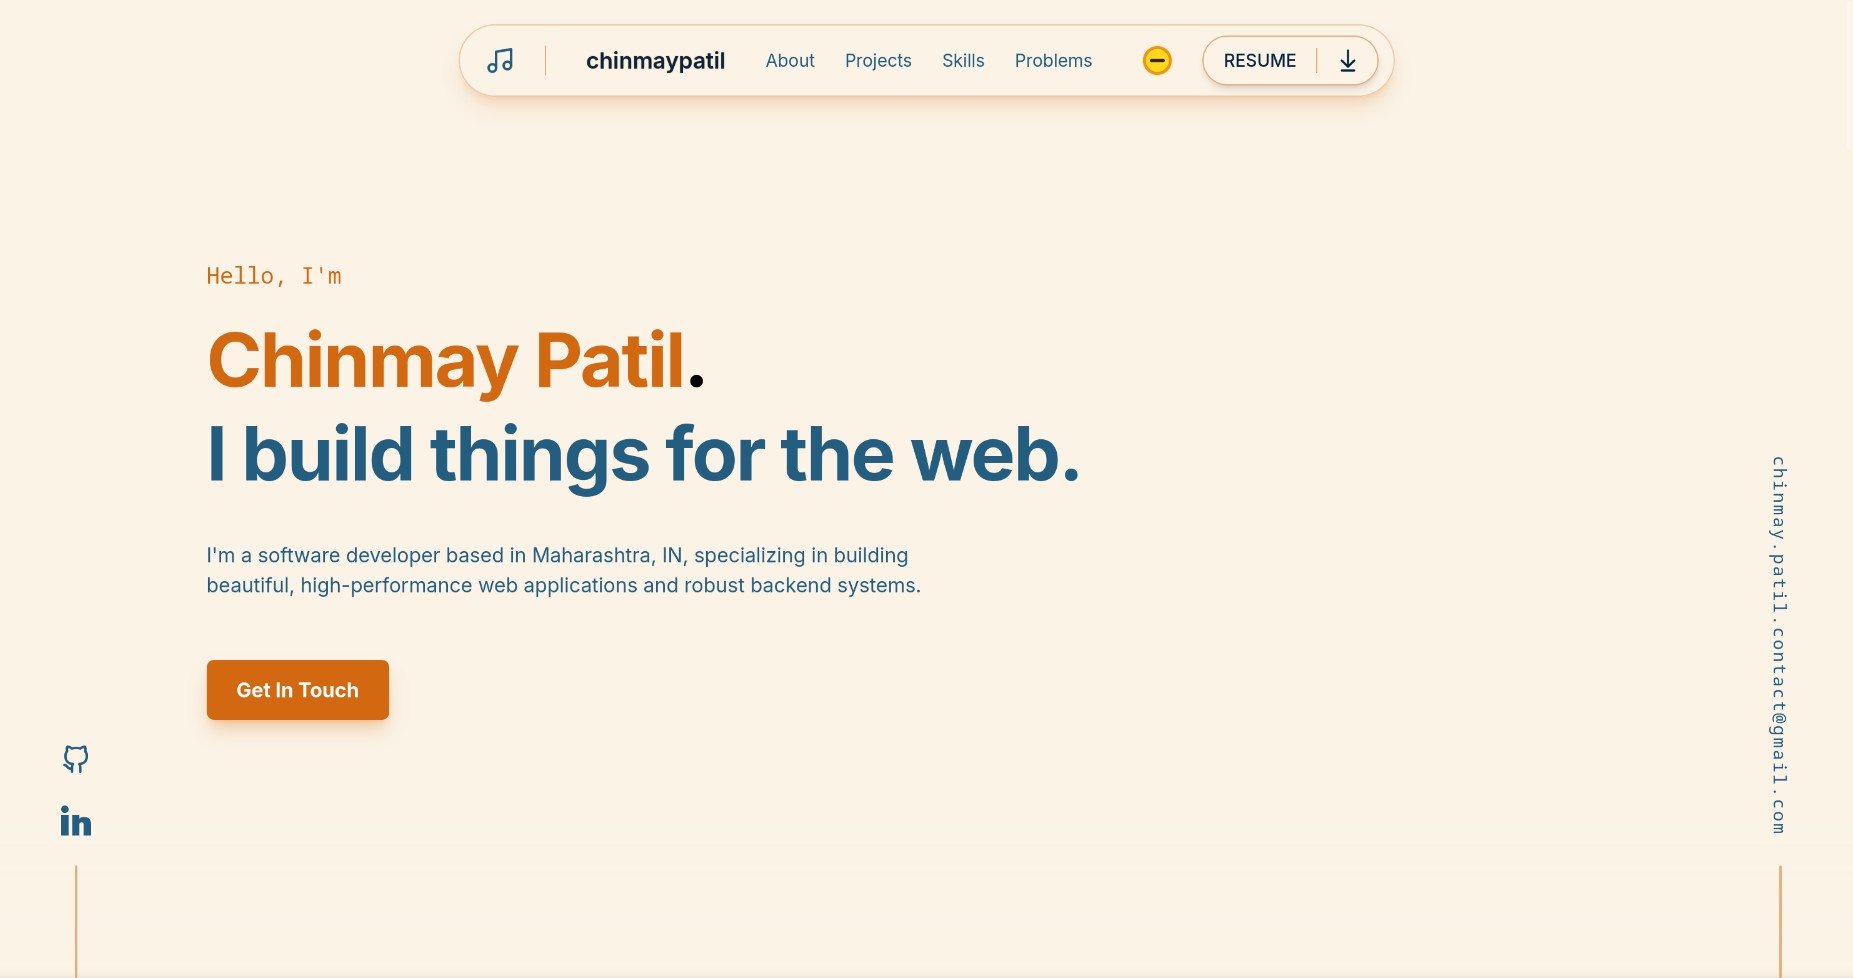 chinmaypatil
About
Projects
Skills
Problems
RESUME
Hello, I'm
Chinmay Patil.
I build things for the web.
I'm a software developer based in Maharashtra, IN, specializing in building
beautiful, high-performance web applications and robust backend systems.
Get In Touch
in
chinmay.patil.contact@gmail.com